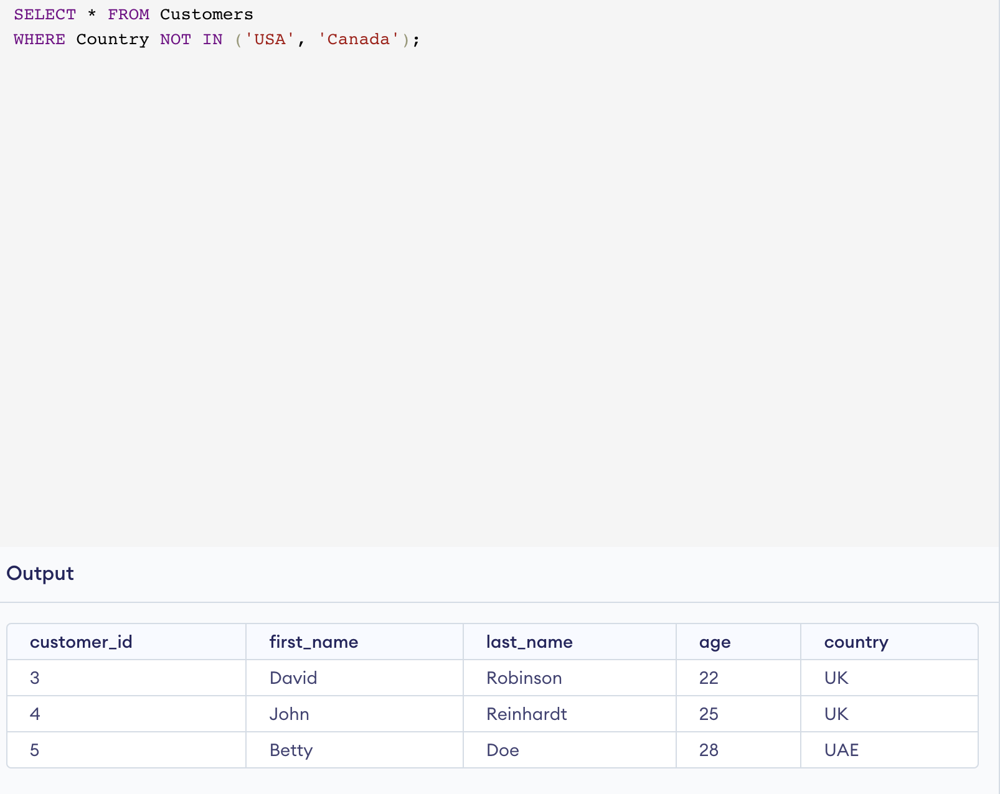 SELECT * FROM Customers
WHERE Country NOT IN ('USA', 'Canada');
Output
customer_id first_name last_name age country
3 David Robinson 22 UK
4 John Reinhardt 25 UK
5 Betty Doe 28 UAE